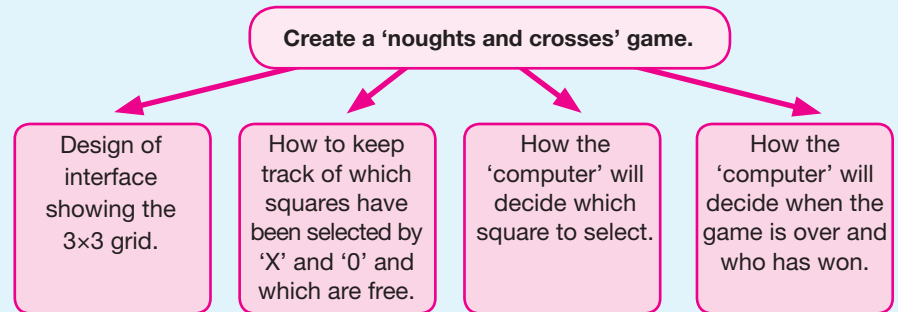 Create a ‘noughts and crosses’ game.
Design of
interface
showing the
3×3 grid.
How to keep
track of which
squares have
been selected by
‘X’ and ‘0’ and
which are free.
How the
‘computer’ will
decide which
square to select.
How the
‘computer’ will
decide when the
game is over and
who has won.